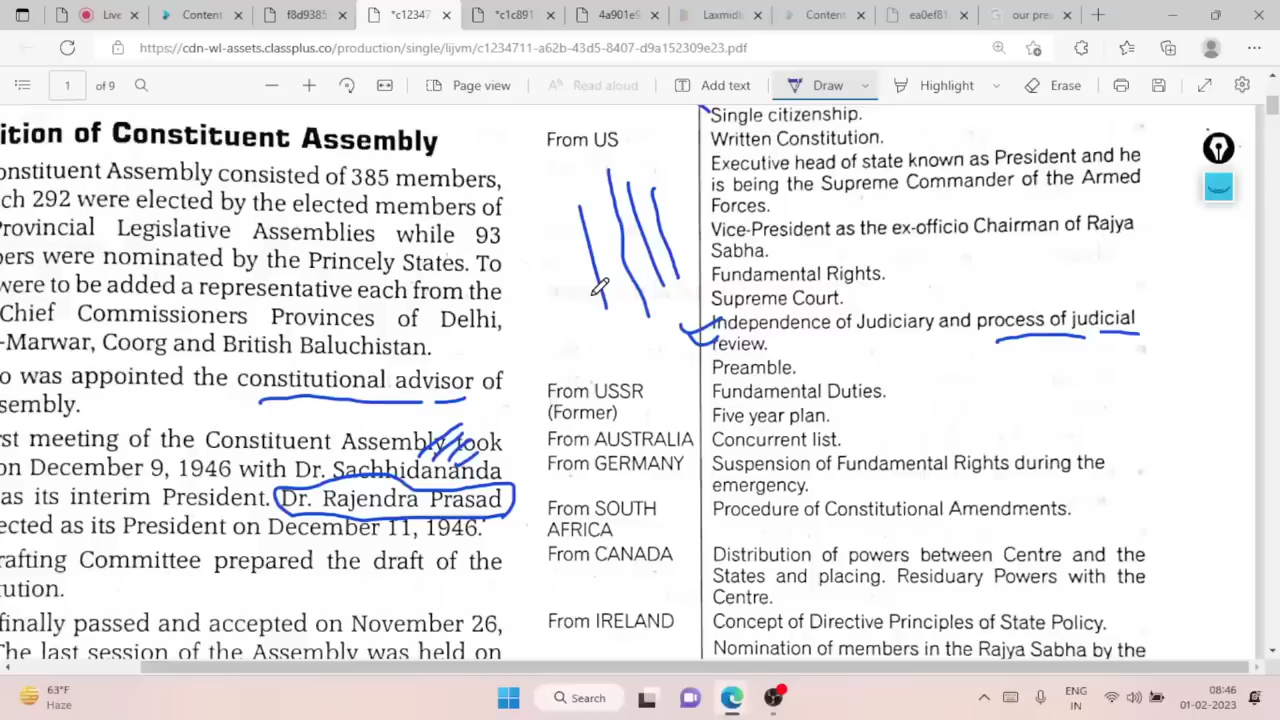 Live
Content
f8d9385
*c12347
*c1c891
4a901e9
Laxmidi
Content
ea0ef81
our prea
https://cdn-wl-assets.classplus.co/production/single/lijvm/c1234711-a62b-43d5-8407-d9a152309e23.pdf
1 of 9
Page view
Read aloud
Add text
Draw
Highlight
Erase
ition of Constituent Assembly
onstituent Assembly consisted of 385 members,
ch 292 were elected by the elected members of
Provincial Legislative Assemblies while 93
bers were nominated by the Princely States. To
were to be added a representative each from the
Chief Commissioners Provinces of Delhi,
-Marwar, Coorg and British Baluchistan.
o was appointed the constitutional advisor of
sembly.
rst meeting of the Constituent Assembly took
on December 9, 1946 with Dr. Sachhidananda
as its interim President. Dr. Rajendra Prasad
ected as its President on December 11, 1946.
rafting Committee prepared the draft of the
tution.
finally passed and accepted on November 26,
The last session of the Assembly was held on
Single citizenship.
From US
Written Constitution.
Executive head of state known as President and he
is being the Supreme Commander of the Armed
Forces.
Vice-President as the ex-officio Chairman of Rajya
Sabha.
Fundamental Rights.
Supreme Court.
Independence of Judiciary and process of judicial
review.
Preamble.
From USSR
(Former)
Fundamental Duties.
Five year plan.
From AUSTRALIA
Concurrent list.
From GERMANY
Suspension of Fundamental Rights during the
emergency.
From SOUTH
AFRICA
Procedure of Constitutional Amendments.
From CANADA
Distribution of powers between Centre and the
States and placing. Residuary Powers with the
Centre.
From IRELAND
Concept of Directive Principles of State Policy.
Nomination of members in the Rajya Sabha by the
63°F
Haze
Search
ENG
IN
08:46
01-02-2023